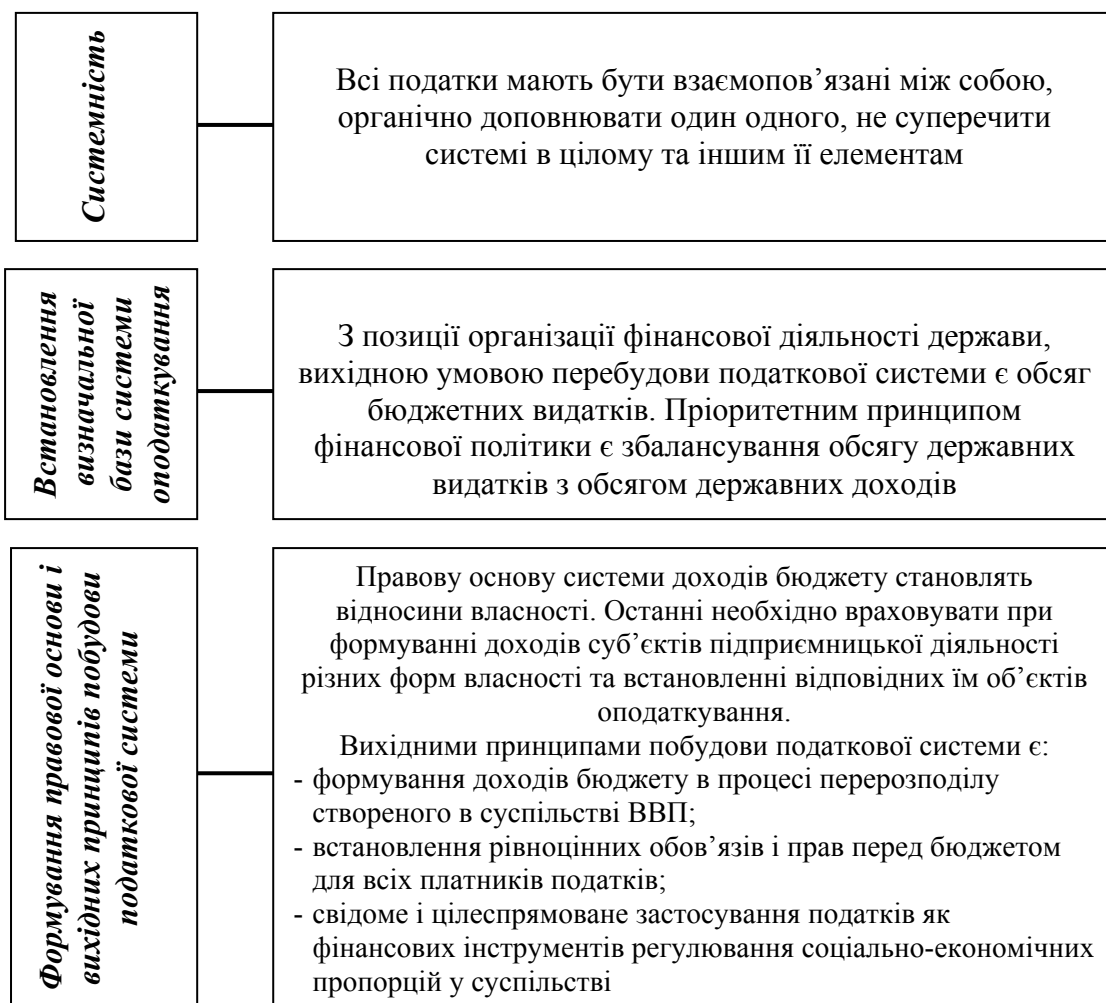 Системність
Всі податки мають бути взаємопов’язані між собою,
органічно доповнювати один одного, не суперечити
системі в цілому та іншим її елементам
Встановлення
визначальної
бази системи
оподаткування
З позиції організації фінансової діяльності держави,
вихідною умовою перебудови податкової системи є обсяг
бюджетних видатків. Пріоритетним принципом
фінансової політики є збалансування обсягу державних
видатків з обсягом державних доходів
Формування правової основи і
вихідних принципів побудови
податкової системи
Правову основу системи доходів бюджету становлять
відносини власності. Останні необхідно враховувати при
формуванні доходів суб’єктів підприємницької діяльності
різних форм власності та встановленні відповідних їм об’єктів
оподаткування.
Вихідними принципами побудови податкової системи є:
- формування доходів бюджету в процесі перерозподілу
створеного в суспільстві ВВП;
- встановлення рівноцінних обов’язів і прав перед бюджетом
для всіх платників податків;
- свідоме і цілеспрямоване застосування податків як
фінансових інструментів регулювання соціально-економічних
пропорцій у суспільстві